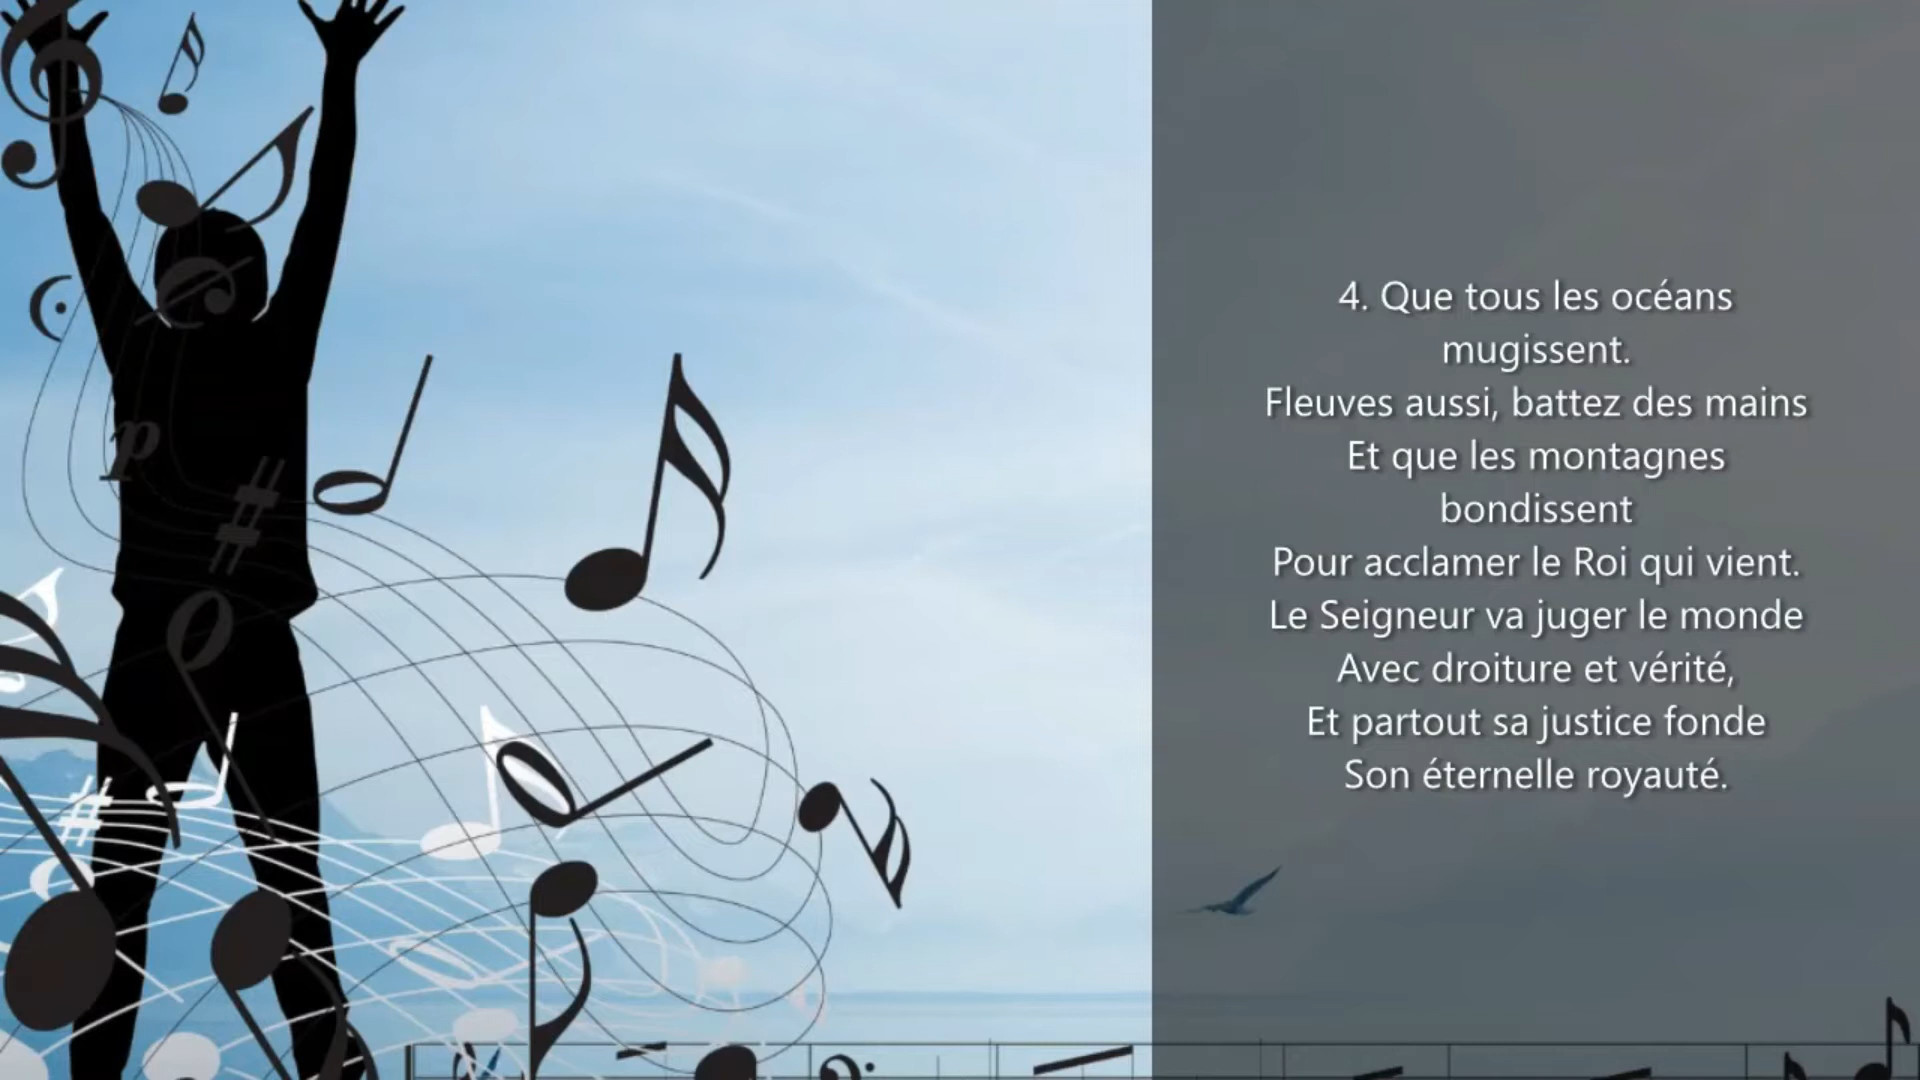 4. Que tous les océans
mugissent.
Fleuves aussi, battez des mains
Et que les montagnes
bondissent
Pour acclamer le Roi qui vient.
Le Seigneur va juger le monde
Avec droiture et vérité,
Et partout sa justice fonde
Son éternelle royauté.